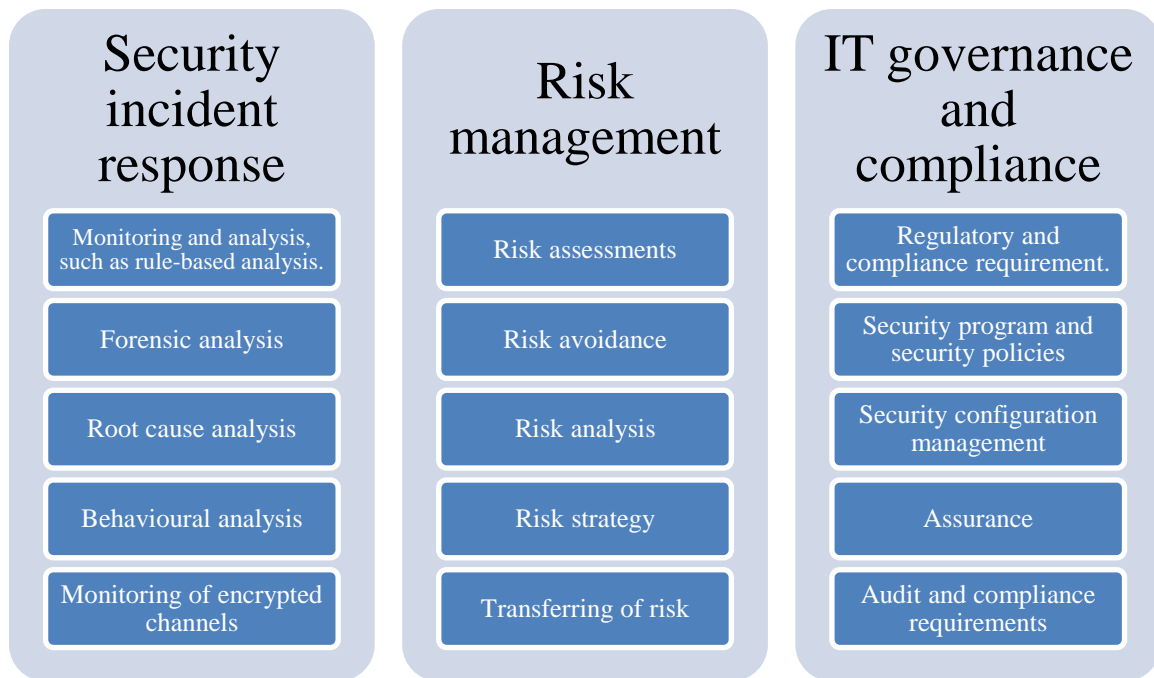 Security
incident
response
Monitoring and analysis,
such as rule-based analysis.
Forensic analysis
Root cause analysis
Behavioural analysis
Monitoring of encrypted
channels
Risk
management
Risk assessments
Risk avoidance
Risk analysis
Risk strategy
Transferring of risk
IT governance
and
compliance
Regulatory and
compliance requirement.
Security program and
security policies
Security configuration
management
Assurance
Audit and compliance
requirements